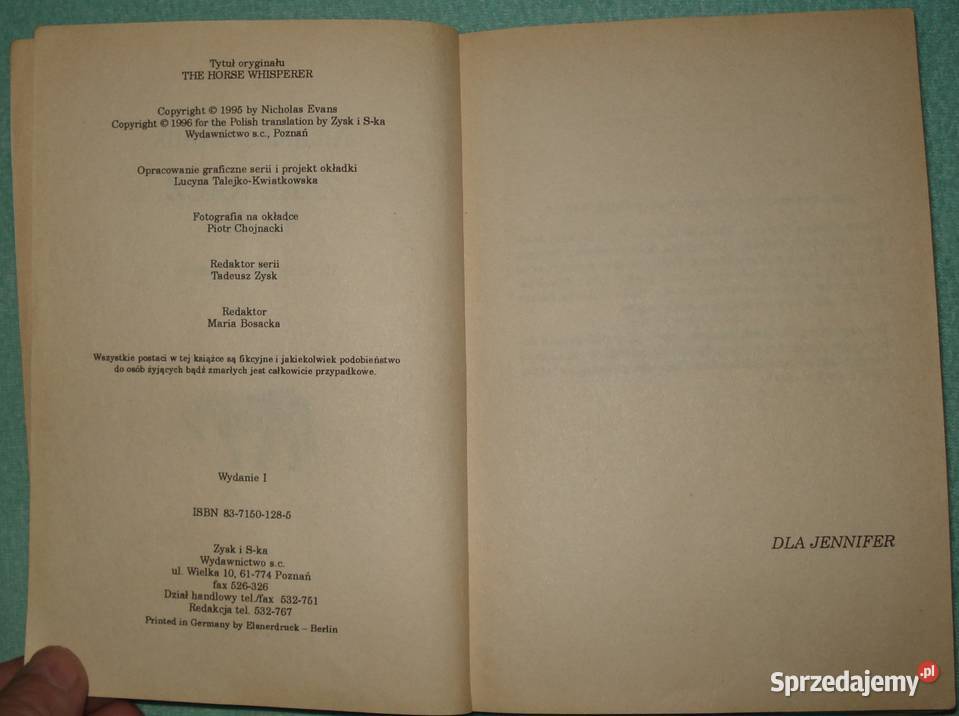 Tytuł oryginału
THE HORSE WHISPERER
Copyright © 1995 by Nicholas Evans
Copyright © 1996 for the Polish translation by Zysk i S-ka
Wydawnictwo s.c., Poznań
Opracowanie graficzne serii i projekt okładki
Lucyna Talejko-Kwiatkowska
Fotografia na okładce
Piotr Chojnacki
Redaktor serii
Tadeusz Zysk
Redaktor
Maria Bosacka
Wszystkie postaci w tej książce są fikcyjne i jakiekolwiek podobieństwo
do osób żyjących bądź zmarłych jest całkowicie przypadkowe.
Wydanie I
ISBN 83-7150-128-5
Zysk i S-ka
Wydawnictwo s.c.
ul. Wielka 10, 61-774 Poznań
fax 526-326
Dział handlowy tel./fax 532-751
Redakcja tel. 532-767
Printed in Germany by Elsnerdruck – Berlin
DLA JENNIFER
Sprzedajemy.pl